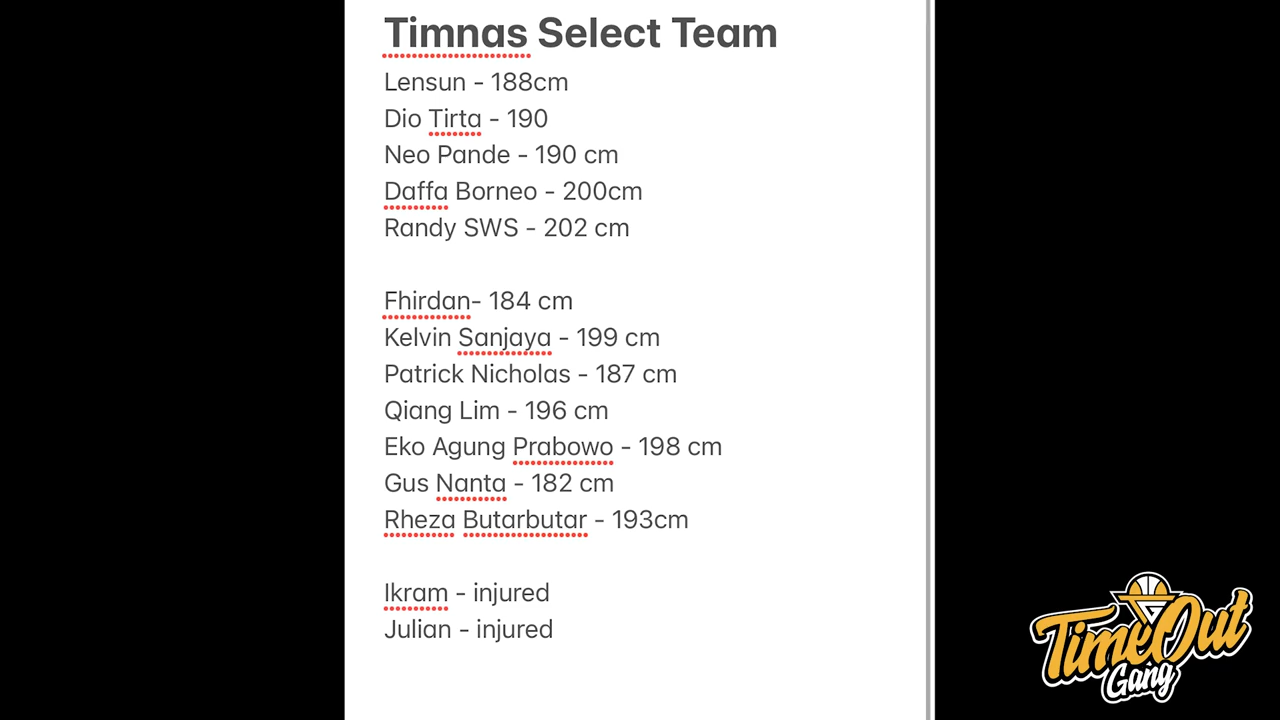 Timnas Select Team
Lensun - 188cm
Dio Tirta - 190
Neo Pande - 190 cm
Daffa Borneo - 200cm
Randy SWS - 202 cm
Fhirdan- 184 cm
Kelvin Sanjaya - 199 cm
Patrick Nicholas - 187 cm
Qiang Lim - 196 cm
Eko Agung Prabowo - 198 cm
Gus Nanta - 182 cm
Rheza Butarbutar - 193cm
Ikram - injured
Julian - injured
TimeOut
Gang